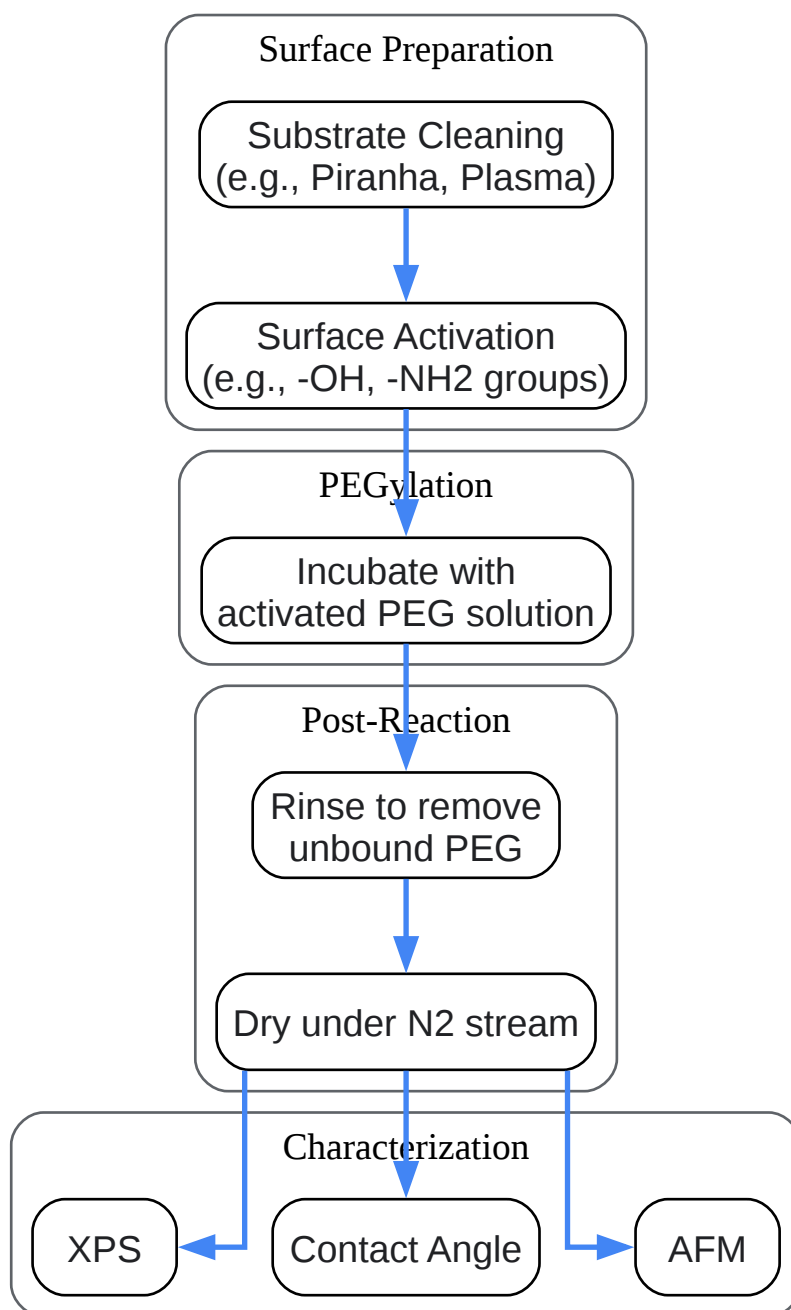 Surface Preparation
Substrate Cleaning
(e.g., Piranha, Plasma)
Surface Activation
(e.g., -OH, -NH2 groups)
PEGylation
Incubate with
activated PEG solution
Post-Reaction
Rinse to remove
unbound PEG
Dry under N2 stream
Characterization
XPS
Contact Angle
AFM